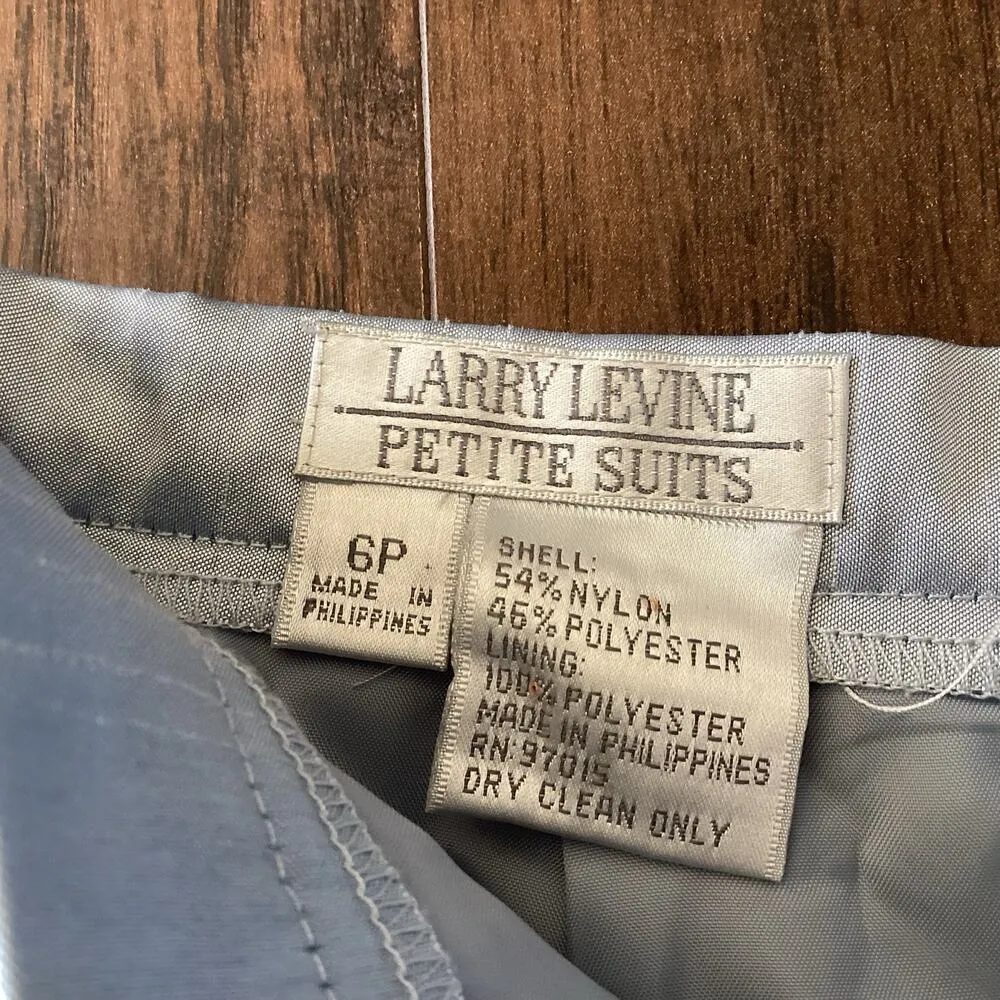 LARRY LEVINE
PETITE SUITS
6P
MADE IN
PHILIPPINES
SHELL:
54% NYLON
46% POLYESTER
LINING:
100% POLYESTER
MADE IN PHILIPPINES
RN:97015
DRY CLEAN ONLY